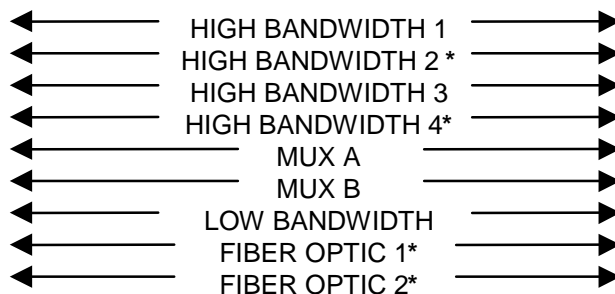 HIGH BANDWIDTH 1
HIGH BANDWIDTH 2 *
HIGH BANDWIDTH 3
HIGH BANDWIDTH 4*
MUX A
MUX B
LOW BANDWIDTH
FIBER OPTIC 1*
FIBER OPTIC 2*